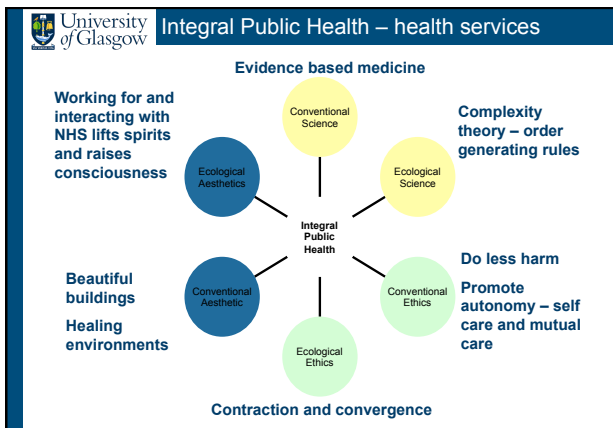 University
of Glasgow
Integral Public Health – health services
Evidence based medicine
Working for and
interacting with
NHS lifts spirits
and raises
consciousness
Conventional
Science
Complexity
theory – order
generating rules
Ecological
Aesthetics
Ecological
Science
Integral
Public
Health
Beautiful
buildings
Healing
environments
Conventional
Aesthetic
Conventional
Ethics
Do less harm
Promote
autonomy – self
care and mutual
care
Ecological
Ethics
Contraction and convergence